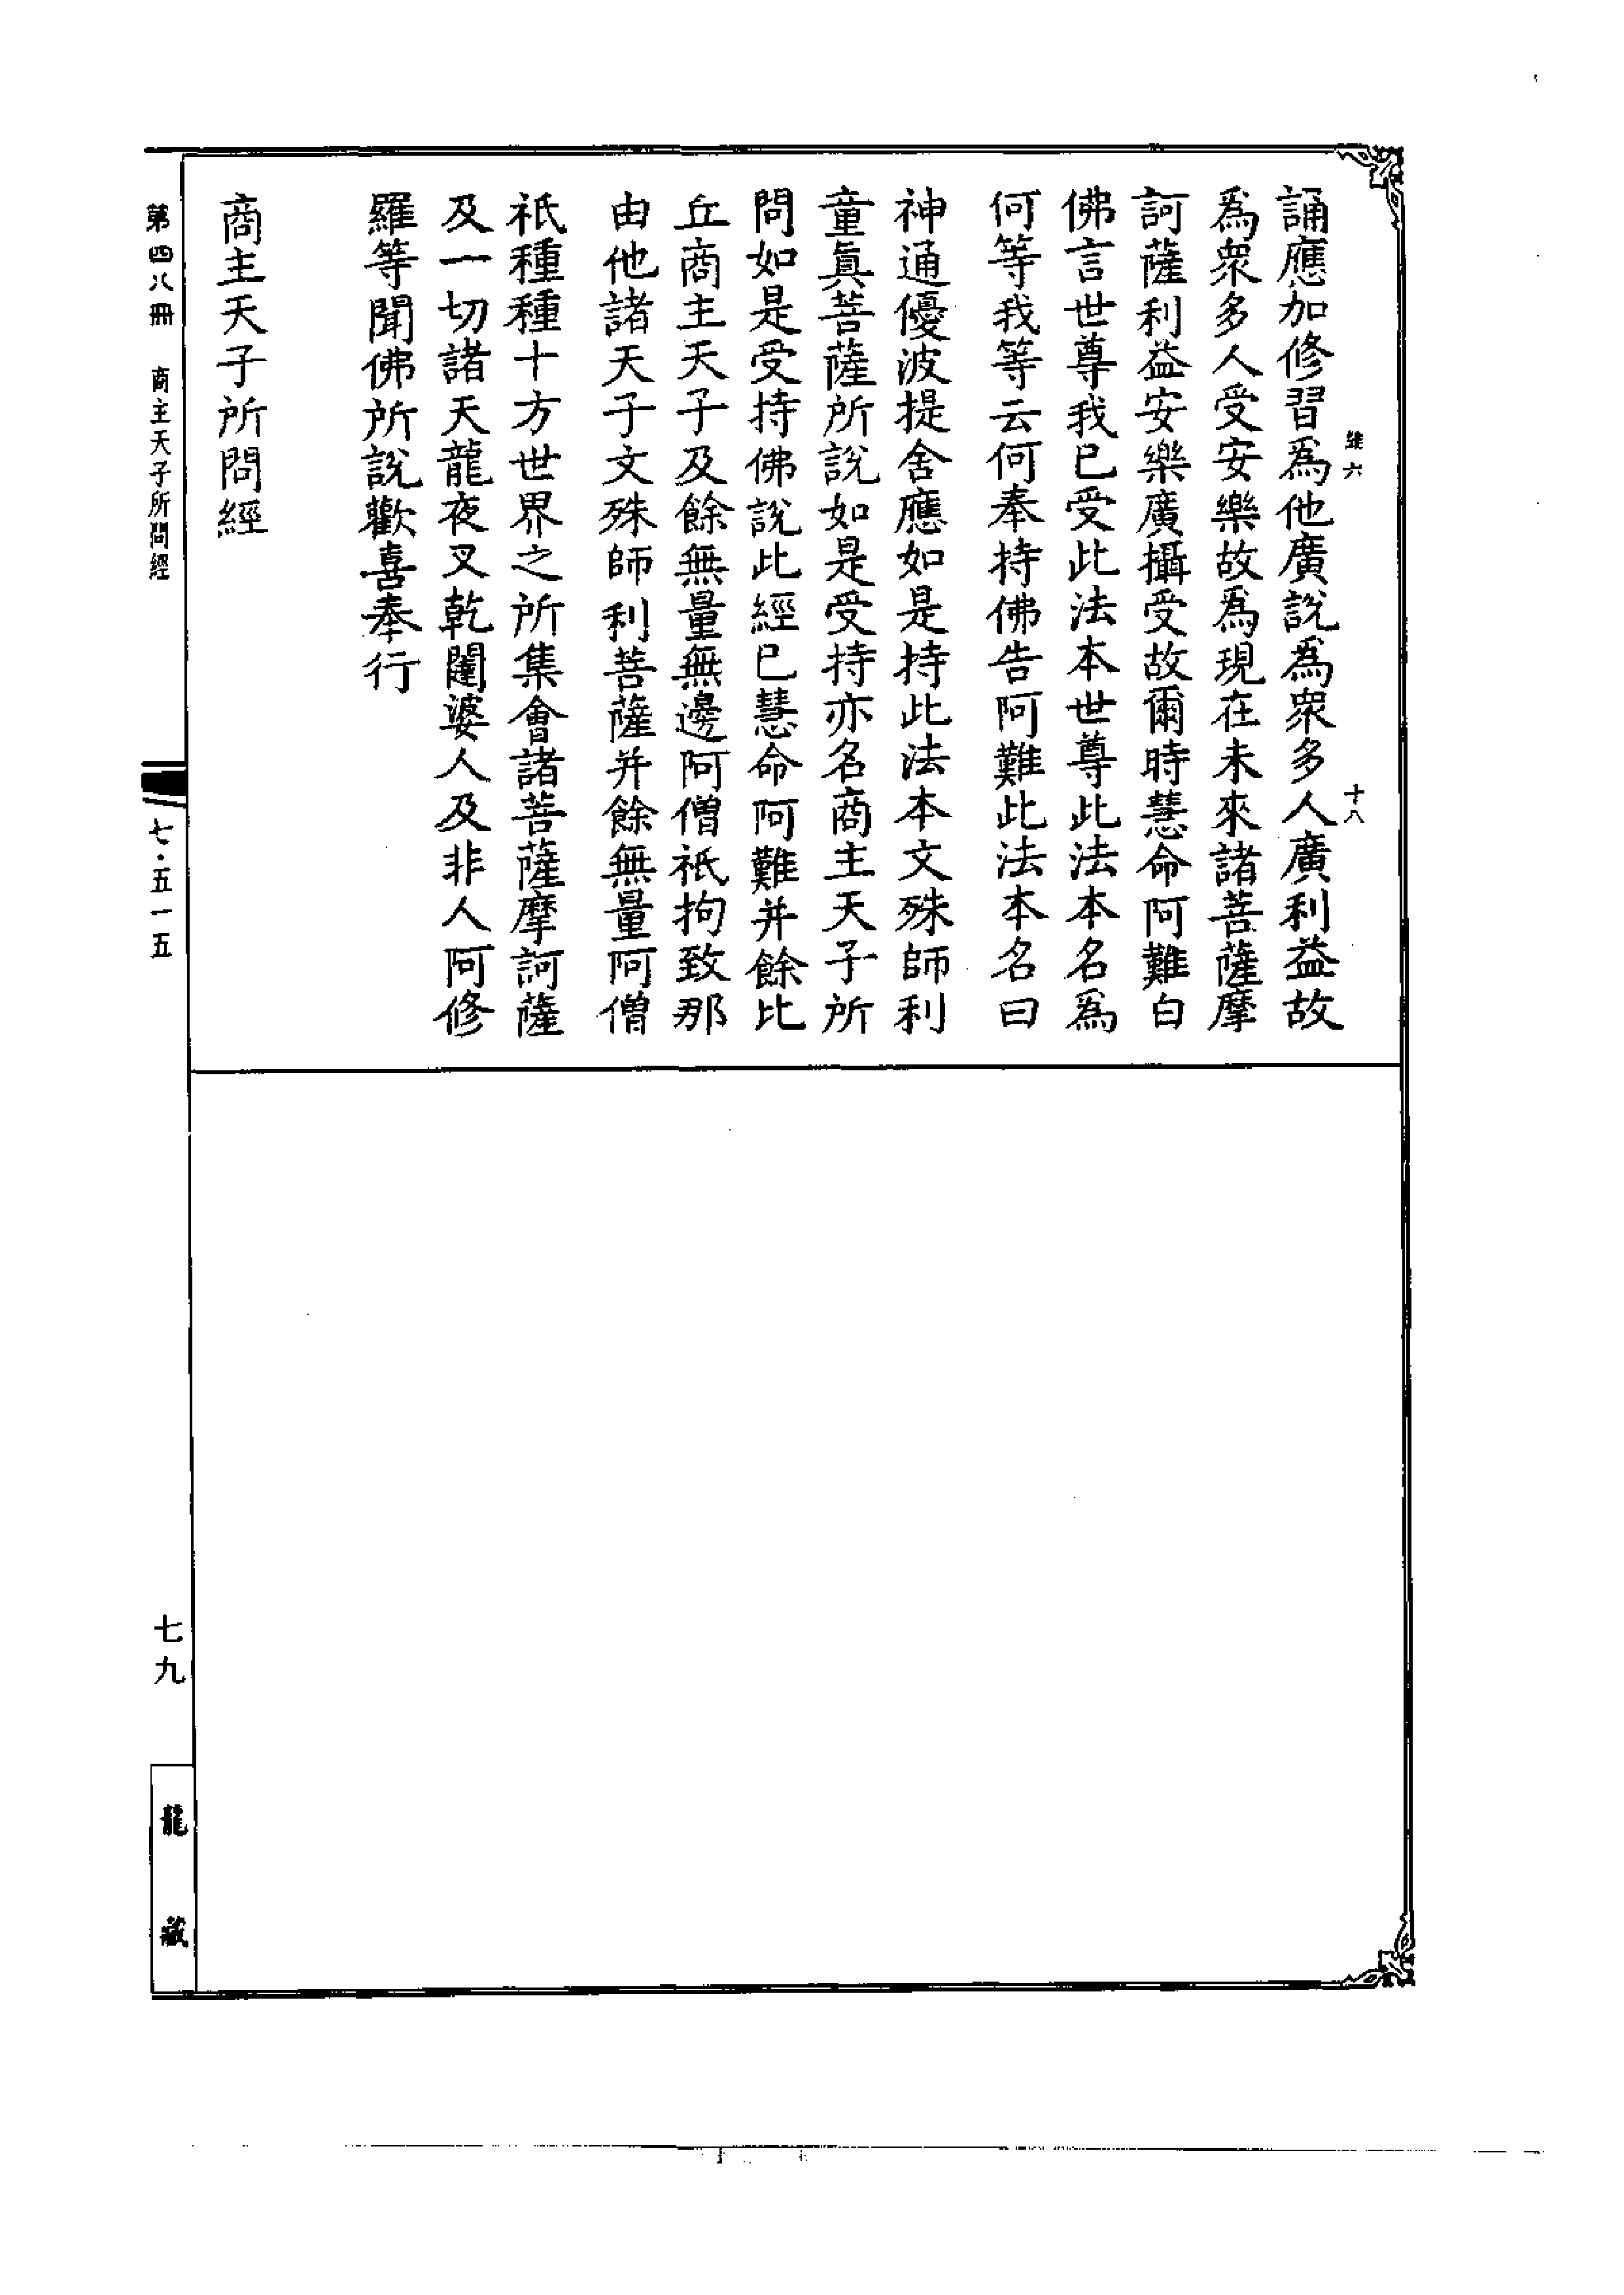 維六
十八
誦應加修習爲他廣說爲衆多人廣利益故
爲衆多人受安樂故爲現在未來諸菩薩摩
訶薩利益安樂廣攝受故爾時慧命阿難白
佛言世尊我已受此法本世尊此法本名爲
何等我等云何奉持佛告阿難此法本名曰
神通優波提舍應如是持此法本文殊師利
童眞菩薩所說如是受持亦名商主天子所
問如是受持佛說此經已慧命阿難并餘比
丘商主天子及餘無量無邊阿僧祇拘致那
由他諸天子文殊師利菩薩并餘無量阿僧
祇種種十方世界之所集會諸菩薩摩訶薩
及一切諸天龍夜叉乾闥婆人及非人阿修
羅等聞佛所說歡喜奉行
商主天子所問經
第四八冊 商主天子所問經
七·五一五
七九
龍藏